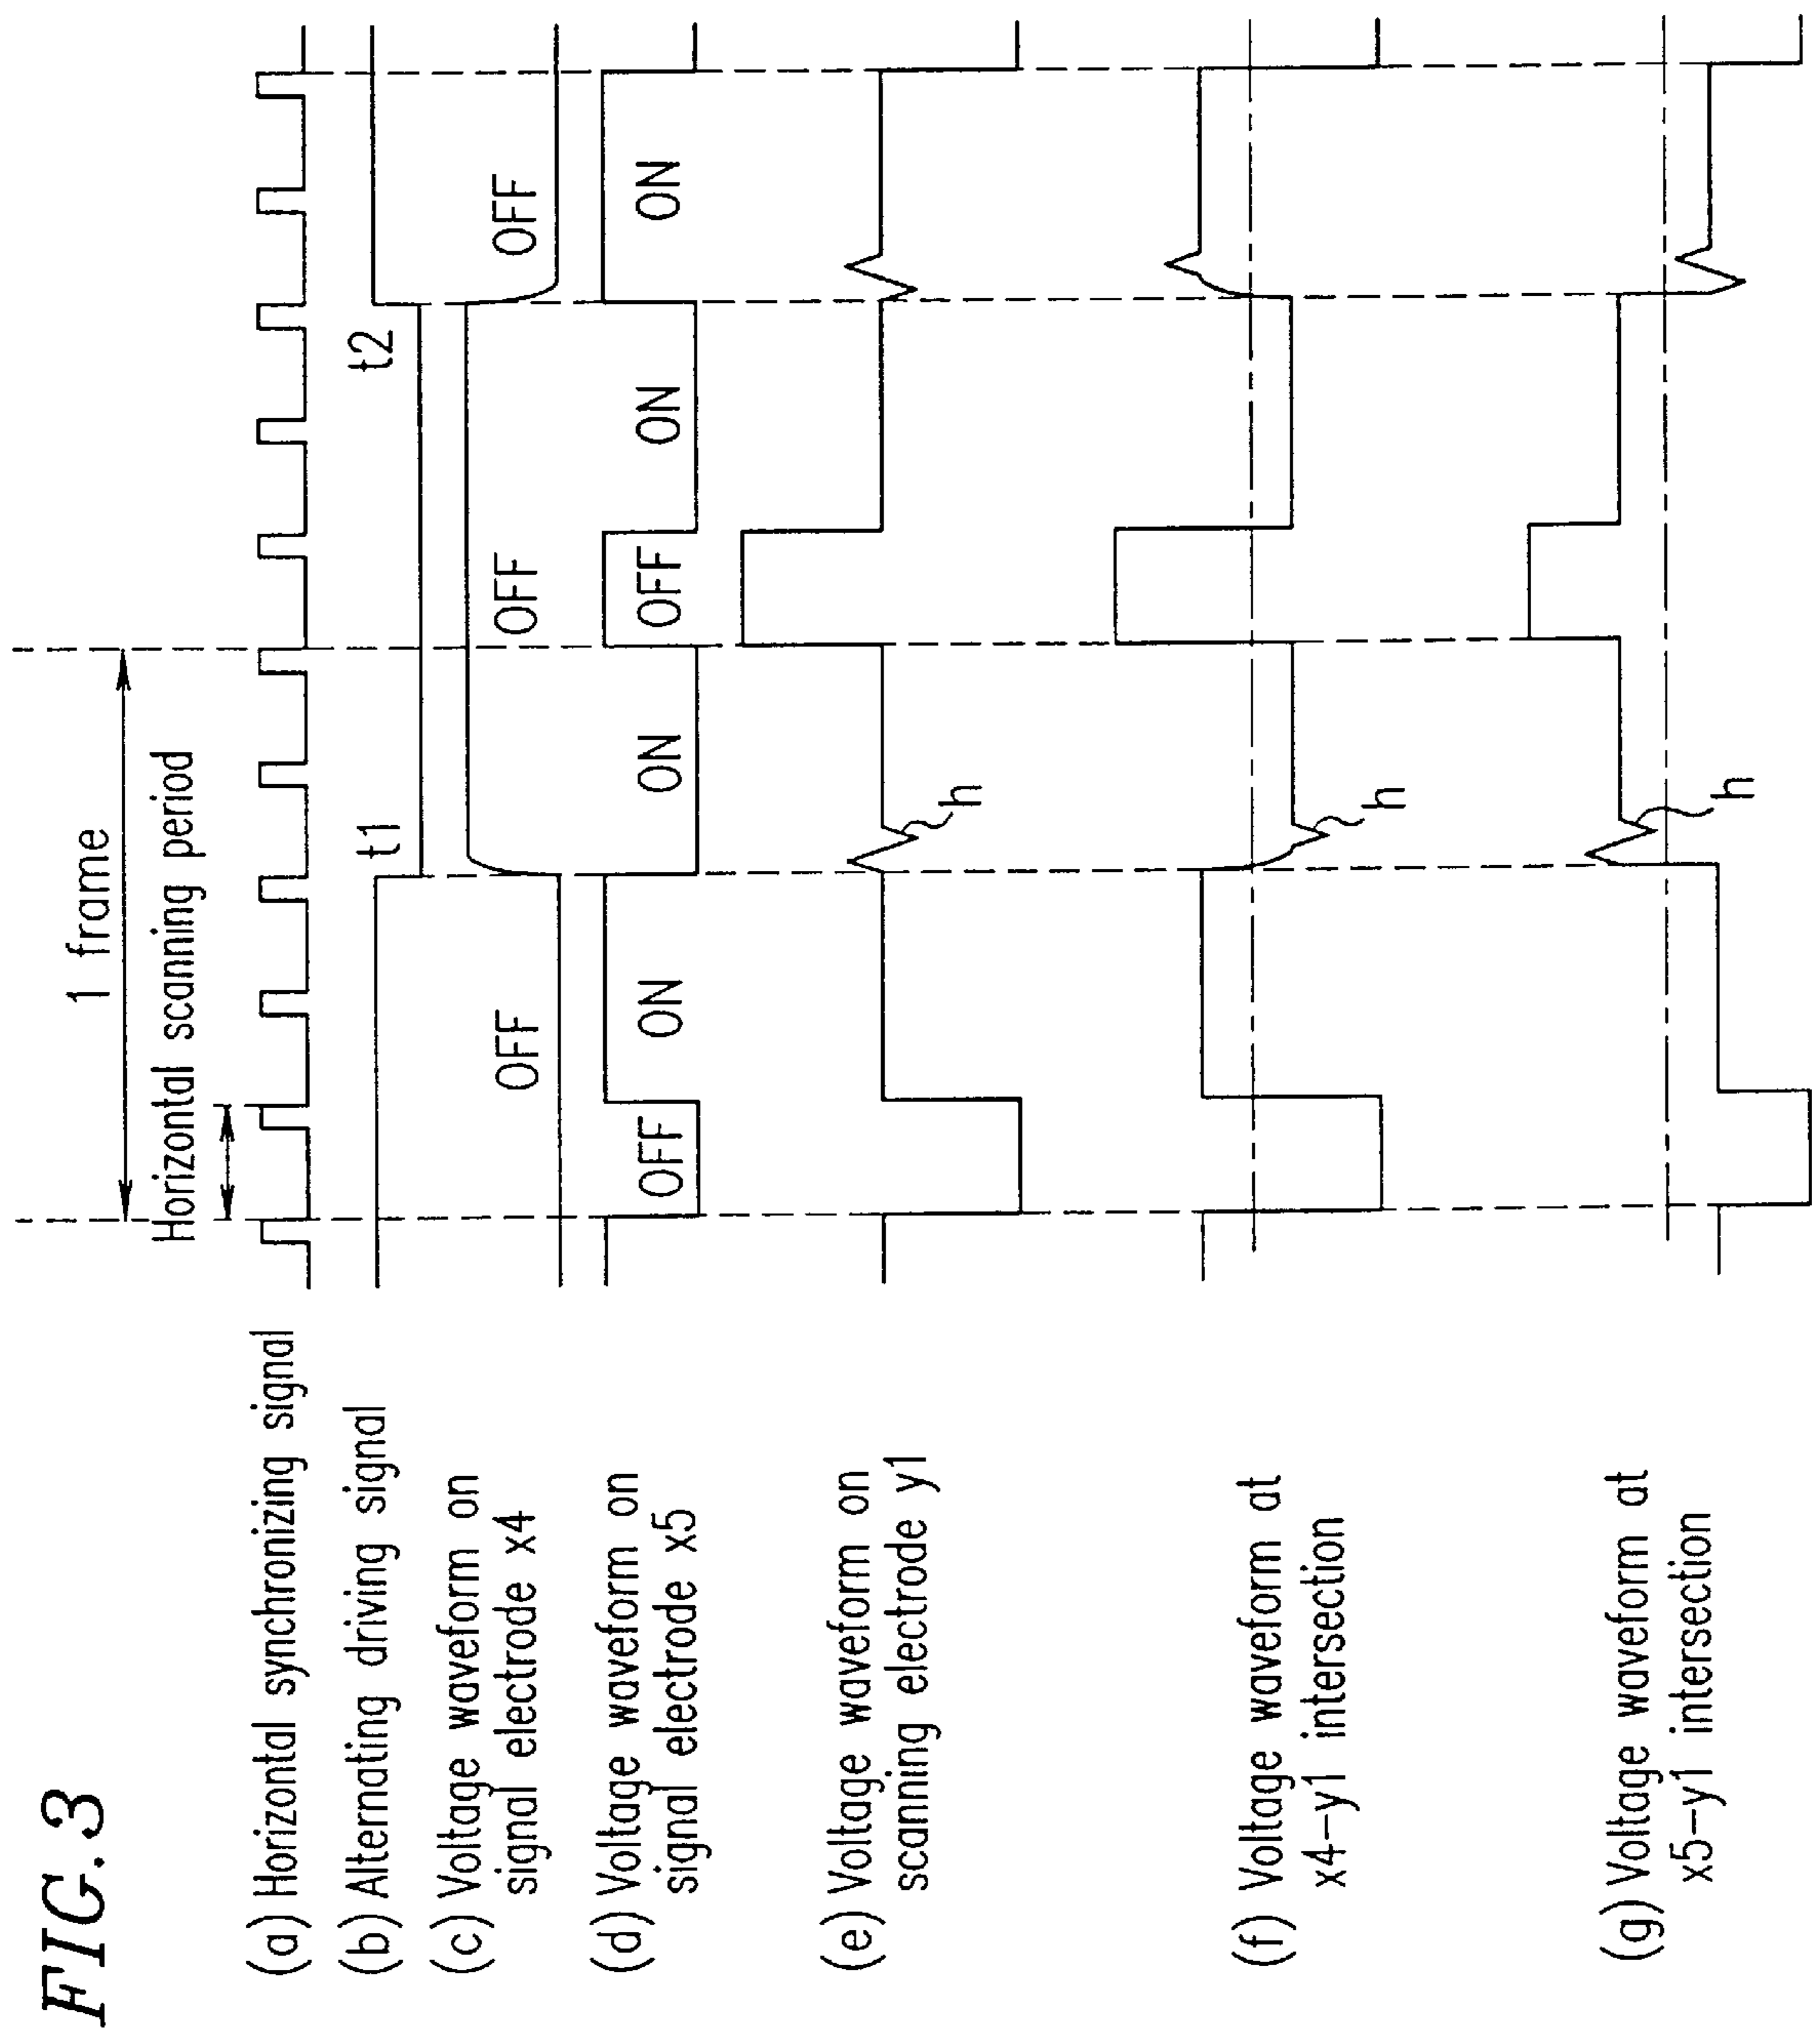 FIG.3
1 frame
Horizontal scanning period
(a) Horizontal synchronizing signal
(b) Alternating driving signal
t1
t2
(c) Voltage waveform on
signal electrode x4
OFF
OFF
OFF
(d) Voltage waveform on
signal electrode x5
OFF
ON
ON
OFF
ON
ON
(e) Voltage waveform on
scanning electrode y1
h
(f) Voltage waveform at
x4-y1 intersection
h
(g) Voltage waveform at
x5-y1 intersection
h